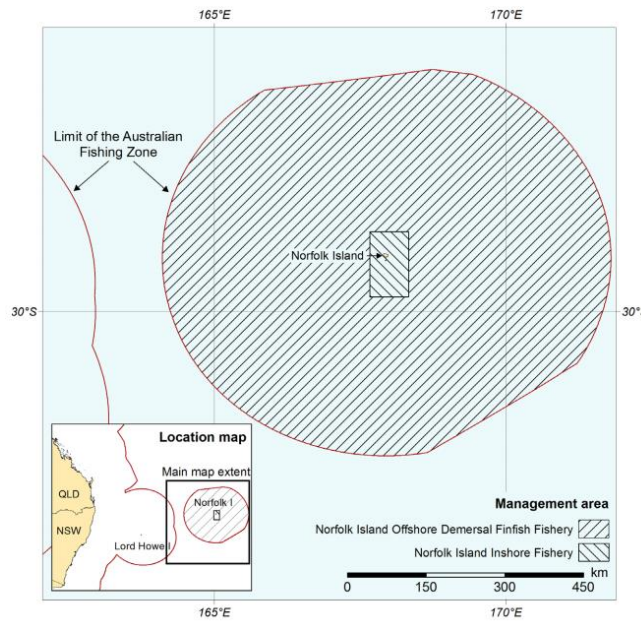 165°E
170°E
Limit of the Australian
Fishing Zone
Norfolk Island
30°S
30°S
Location map
Main map extent
QLD
NSW
Norfolk I
Lord Howe I
Management area
Norfolk Island Offshore Demersal Finfish Fishery
Norfolk Island Inshore Fishery
km
0
150
300
450
165°E
170°E